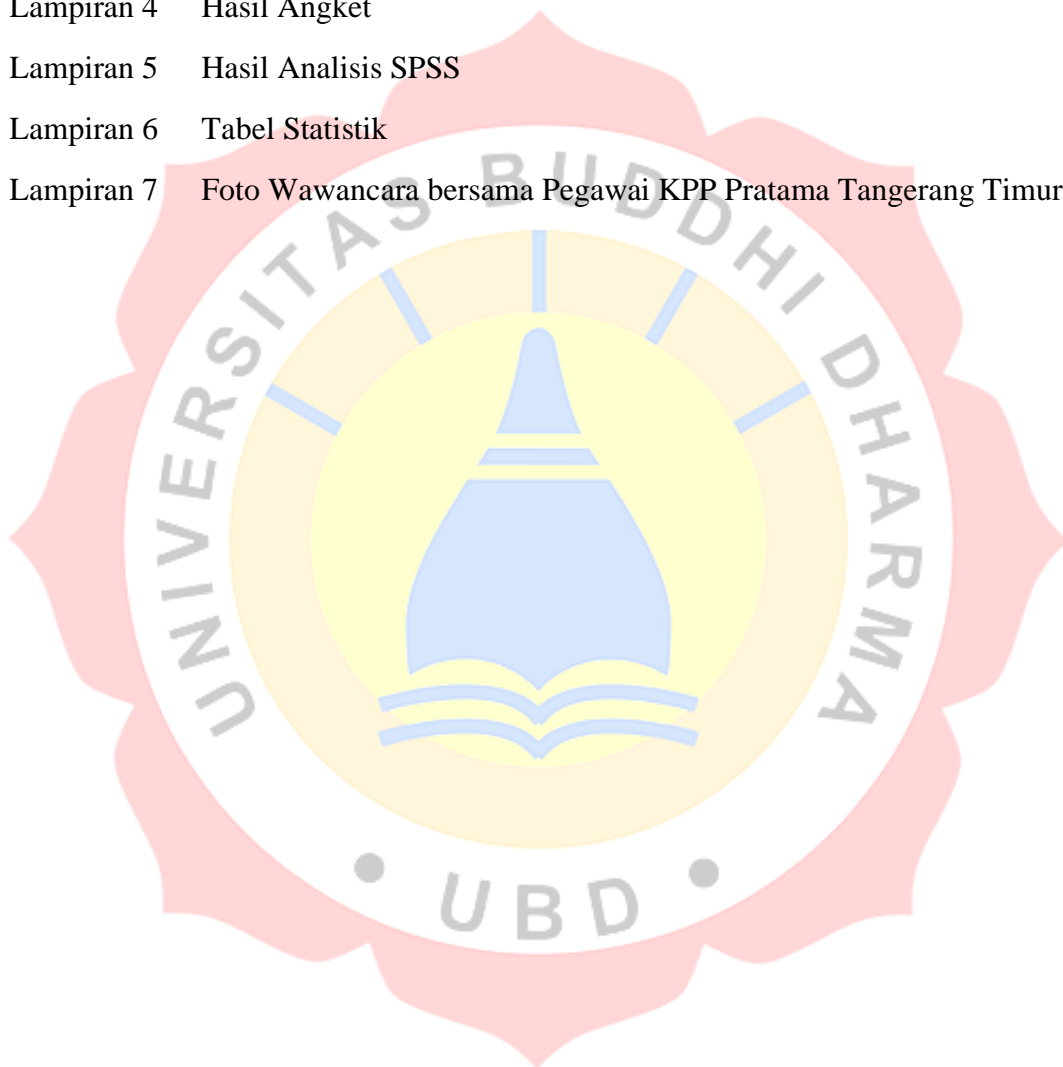 Lampiran 4 Hasil Angket
Lampiran 5 Hasil Analisis SPSS
Lampiran 6 Tabel Statistik
Lampiran 7 Foto Wawancara bersama Pegawai KPP Pratama Tangerang Timur
UNIVERSITAS BUDDHI DHARMA
• UBD •